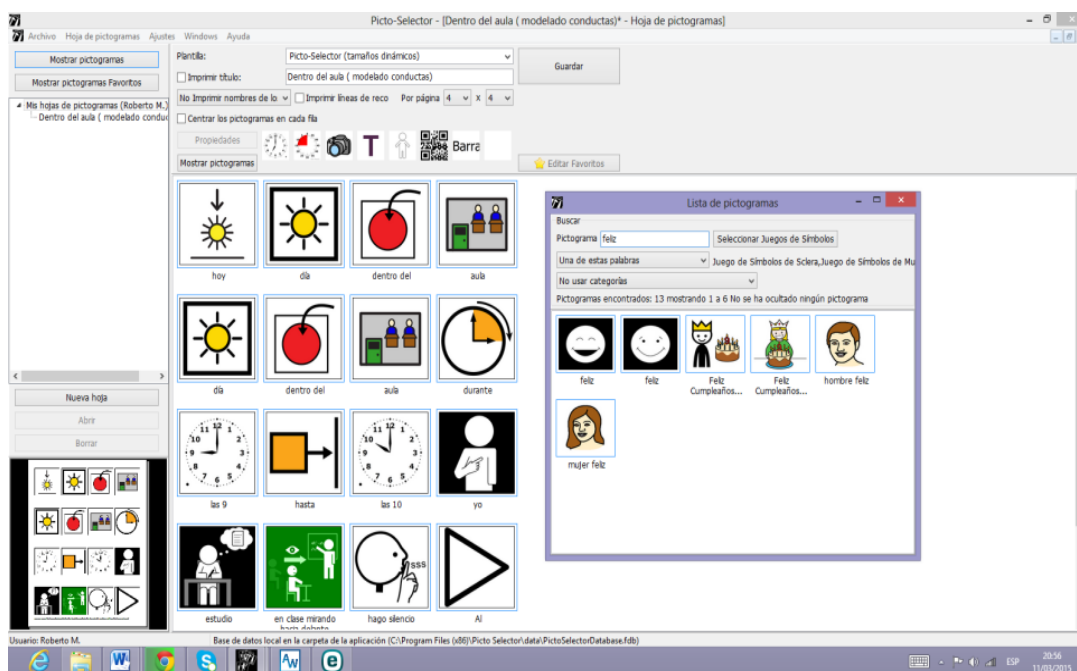 Picto-Selector - [Dentro del aula ( modelado conductas)* - Hoja de pictogramas]
Archivo Hoja de pictogramas Ajustes Windows Ayuda
Mostrar pictogramas
Mostrar pictogramas Favoritos
Mis hojas de pictogramas (Roberto M.)
Dentro del aula ( modelado conduc
Plantilla: Picto-Selector (tamaños dinámicos)
Imprimir título: Dentro del aula ( modelado conductas)
No Imprimir nombres de lo Imprimir líneas de reco Por página 4 X 4
Centrar los pictogramas en cada fila
Propiedades T Barra
Mostrar pictogramas
Guardar
Editar Favoritos
hoy día dentro del aula
día dentro del aula durante
las 9 hasta las 10 yo
sss
estudio en clase mirando hago silencio Al
Nueva hoja
Abrir
Borrar
Lista de pictogramas
Buscar
Pictograma feliz Seleccionar Juegos de Símbolos
Una de estas palabras Juego de Símbolos de Sclera,Juego de Símbolos de Mu
No usar categorías
Pictogramas encontrados: 13 mostrando 1 a 6 No se ha ocultado ningún pictograma
feliz feliz Feliz Cumpleaños... Feliz Cumpleaños... hombre feliz
mujer feliz
Usuario: Roberto M. Base de datos local en la carpeta de la aplicación (C:\Program Files (x86)\Picto Selector\data\PictoSelectorDatabase.fdb)
ESP 20:56
11/03/2015